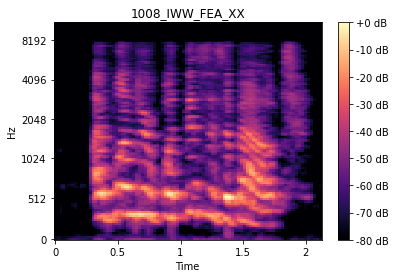 1008_IWW_FEA_XX
8192
4096
2048
1024
512
0
Hz
0
0.5
1
1.5
2
Time
+0 dB
-10 dB
-20 dB
-30 dB
-40 dB
-50 dB
-60 dB
-70 dB
-80 dB